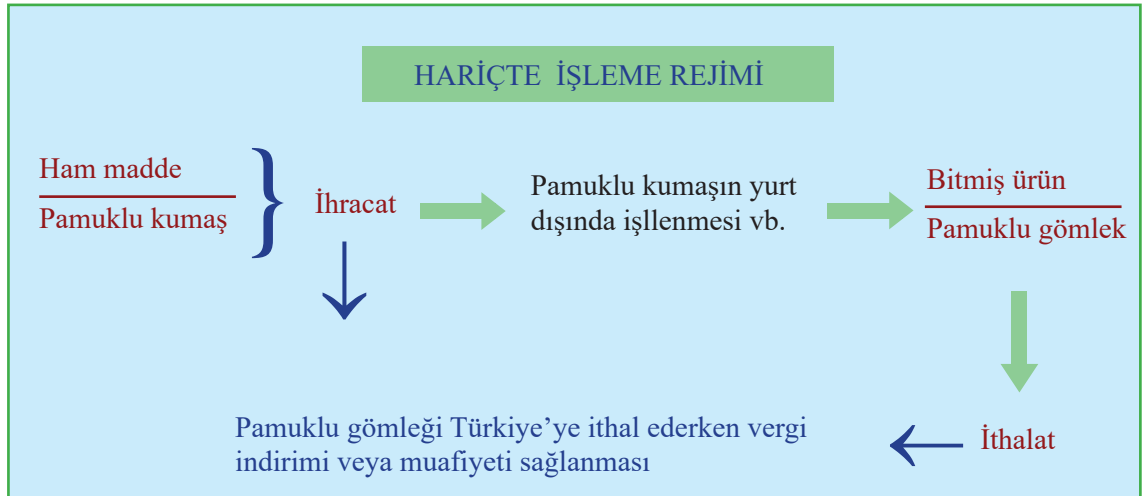 HARİÇTE İŞLEME REJİMİ
Ham madde
Pamuklu kumaş
İhracat
Pamuklu kumaşın yurt
dışında işllenmesi vb.
Bitmiş ürün
Pamuklu gömlek
İthalat
Pamuklu gömleği Türkiye’ye ithal ederken vergi
indirimi veya muafiyeti sağlanması